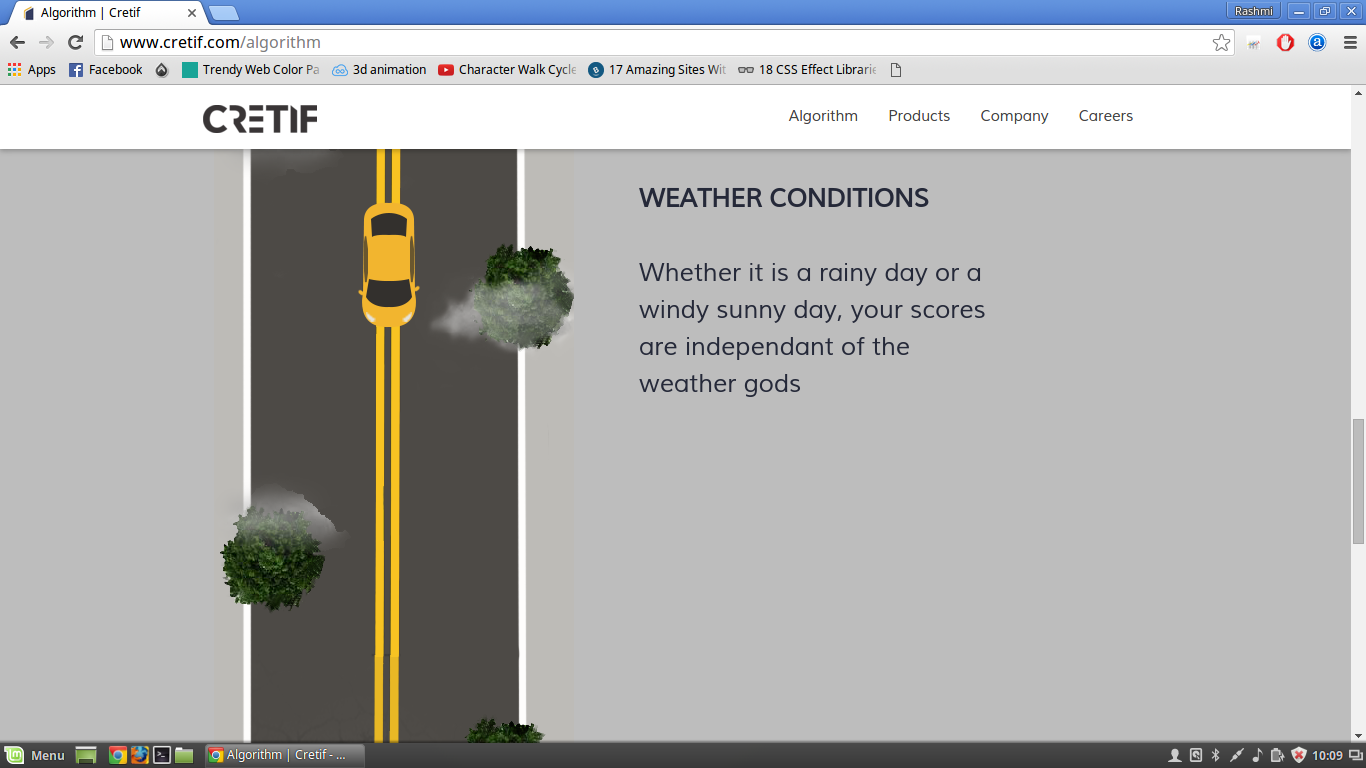 Algorithm | Cretif
Rashmi
www.cretif.com/algorithm
Apps
Facebook
Trendy Web Color Pa
3d animation
Character Walk Cycle
17 Amazing Sites Wit
18 CSS Effect Librarie
CRETIF
Algorithm
Products
Company
Careers
WEATHER CONDITIONS
Whether it is a rainy day or a
windy sunny day, your scores
are independant of the
weather gods
Menu
Algorithm | Cretif - ...
10:09